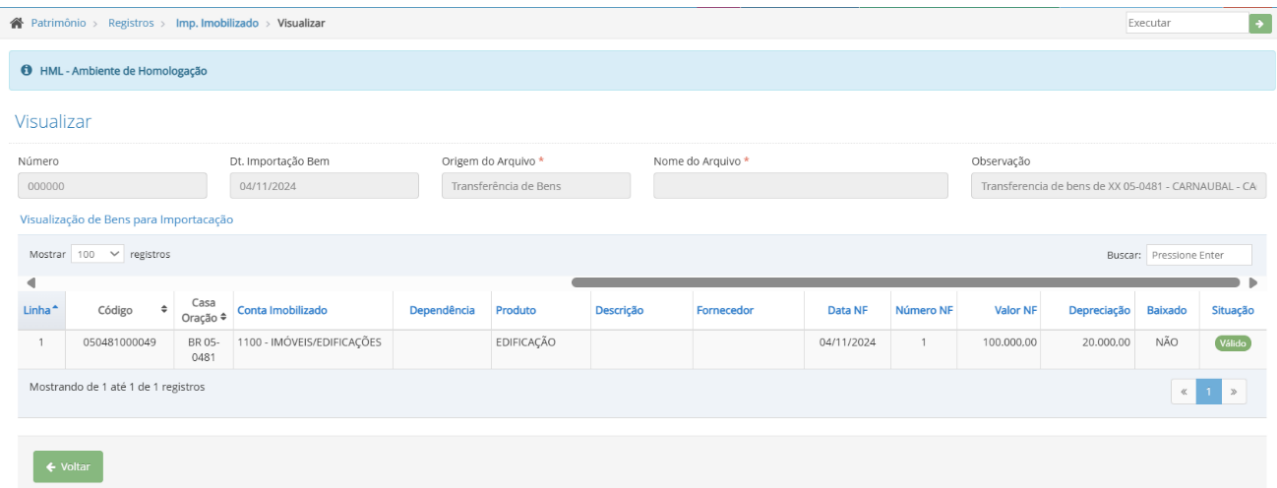 Patrimônio > Registros > Imp. Imobilizado > Visualizar Executar
HML - Ambiente de Homologação
Visualizar
Número Dt. Importação Bem Origem do Arquivo * Nome do Arquivo * Observação
000000 04/11/2024 Transferência de Bens Transferencia de bens de XX 05-0481 - CARNAUBAL - CA
Visualização de Bens para Importacação
Mostrar 100 registros Buscar: Pressione Enter
Linha Código Casa Oração Conta Imobilizado Dependência Produto Descrição Fornecedor Data NF Número NF Valor NF Depreciação Baixado Situação
1 050481000049 BR 05-0481 1100 - IMÓVEIS/EDIFICAÇÕES EDIFICAÇÃO 04/11/2024 1 100.000,00 20.000,00 NÃO Válido
Mostrando de 1 até 1 de 1 registros « 1 »
Voltar